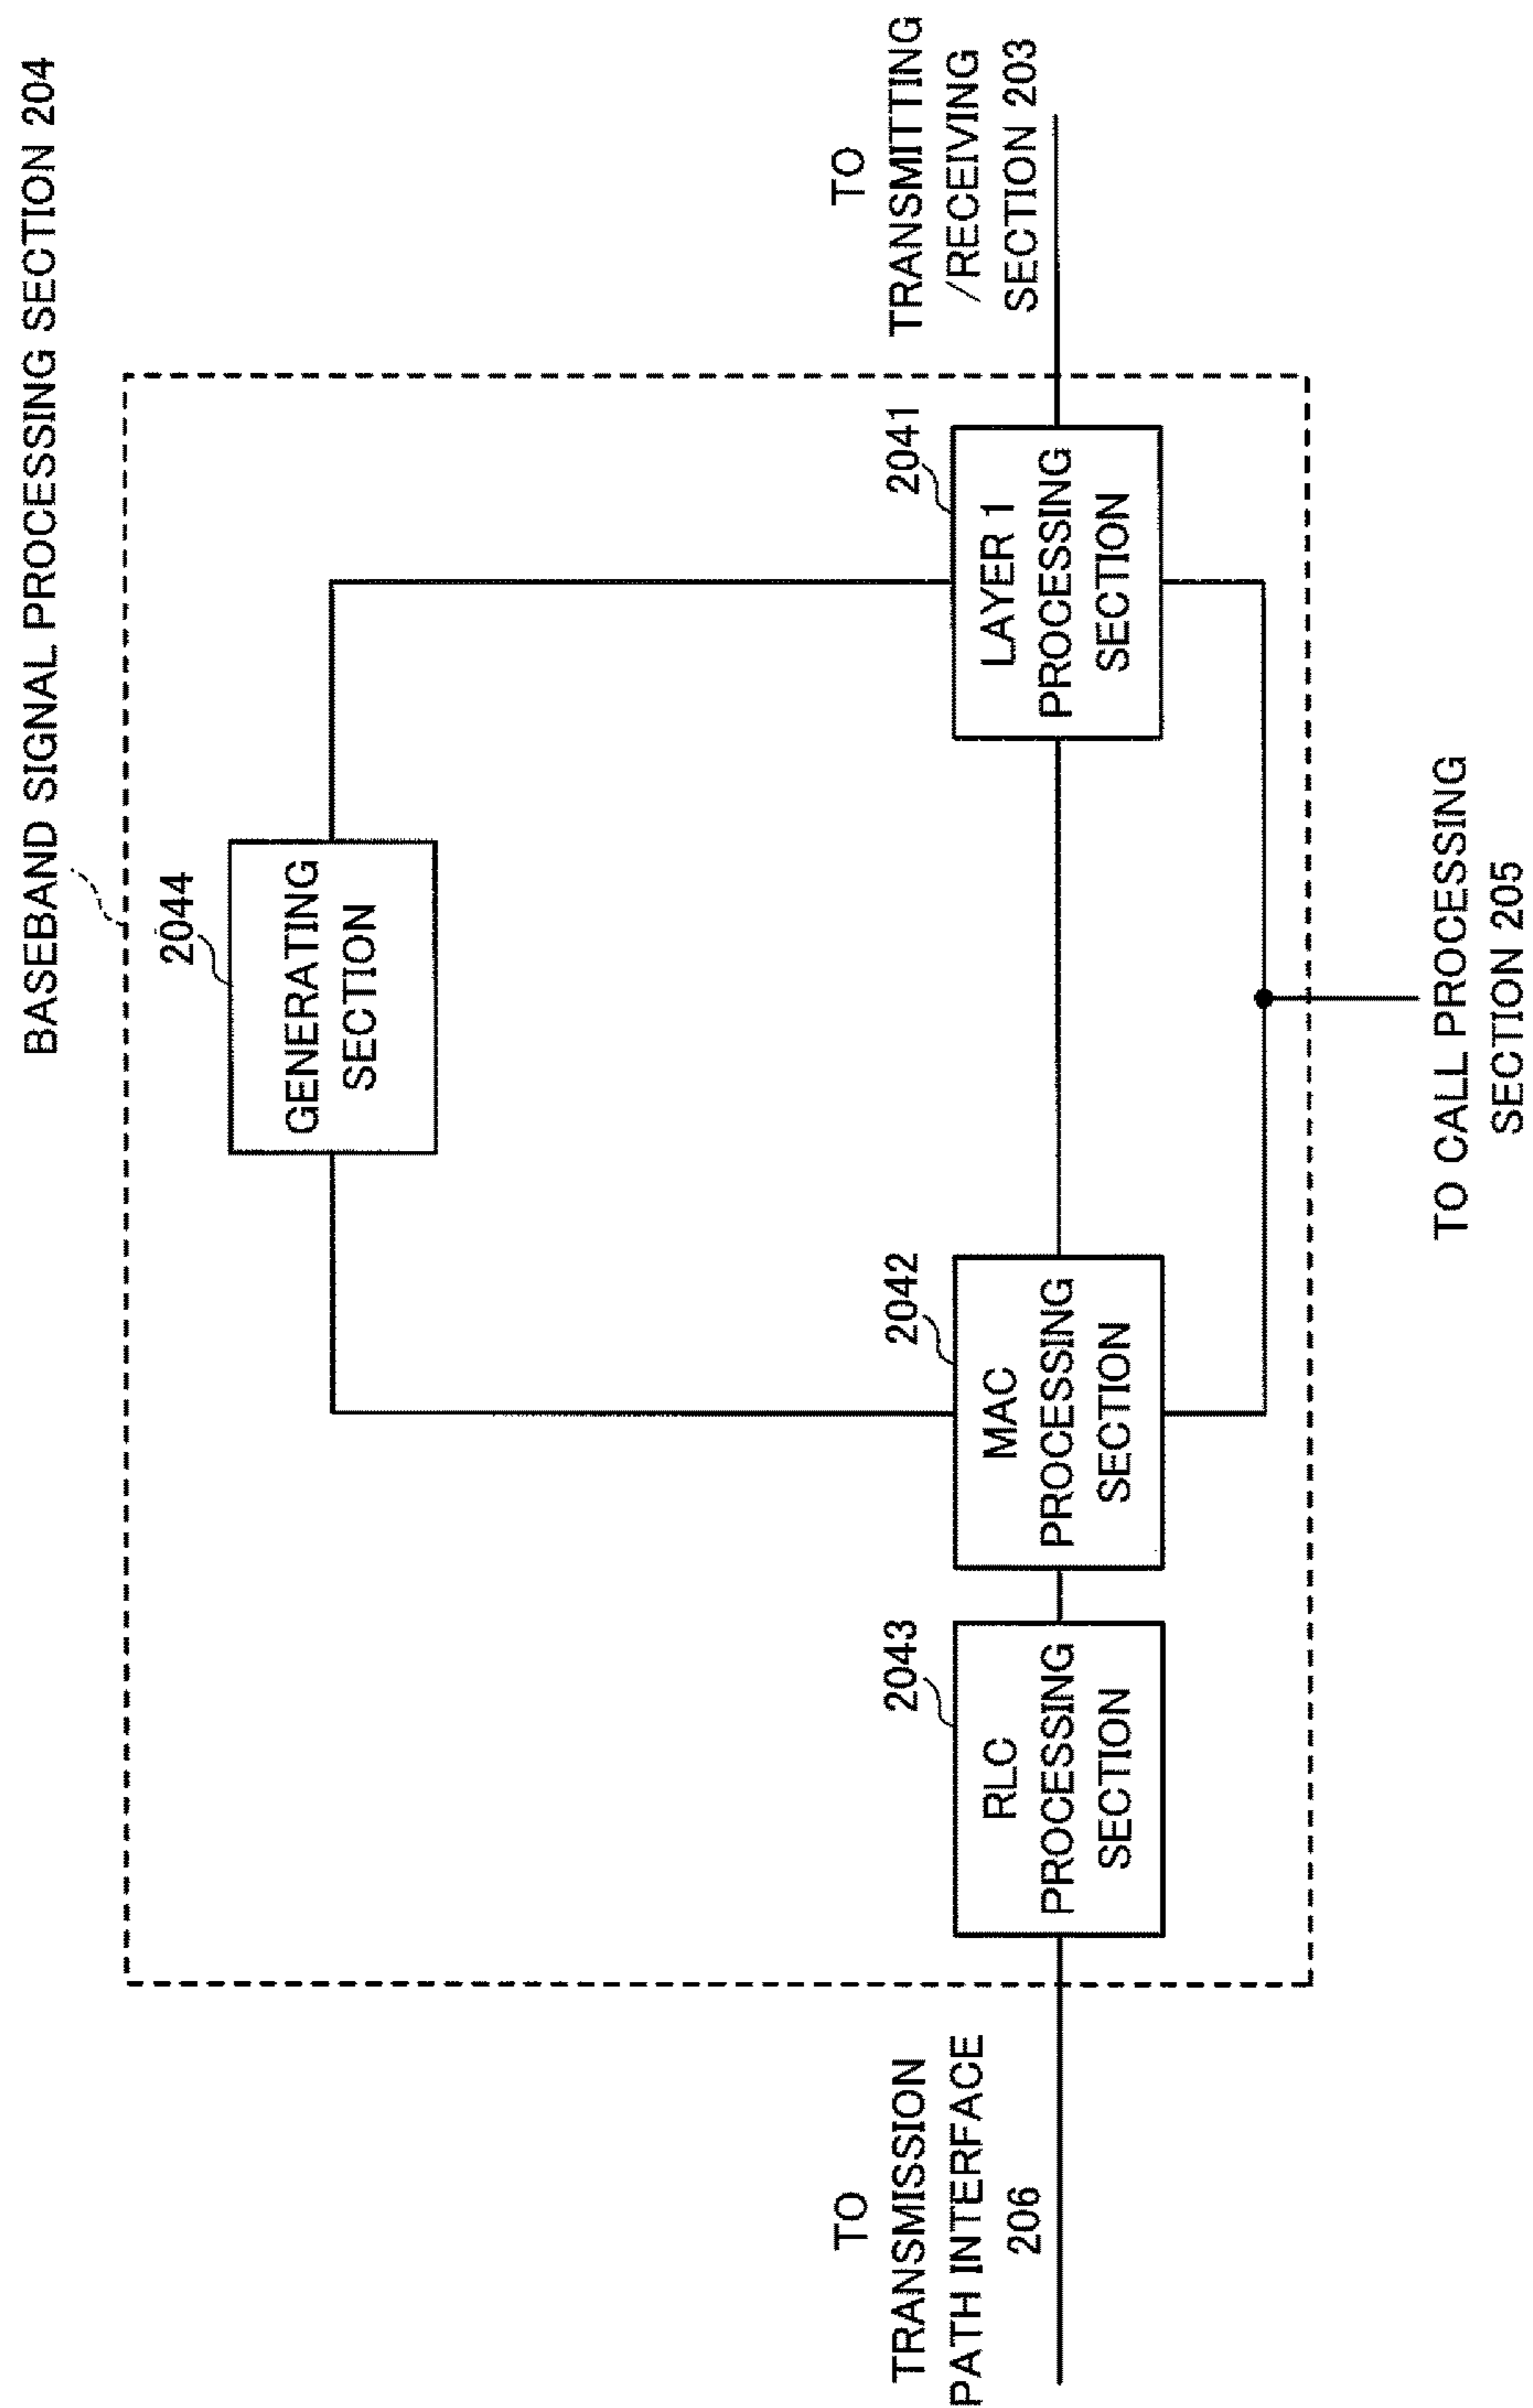 BASEBAND SIGNAL PROCESSING SECTION 204
2044
GENERATING
SECTION
TO
TRANSMISSION
PATH INTERFACE
206
2043
RLC
PROCESSING
SECTION
2042
MAC
PROCESSING
SECTION
2041
LAYER 1
PROCESSING
SECTION
TO
TRANSMITTING
/RECEIVING
SECTION 203
TO CALL PROCESSING
SECTION 205